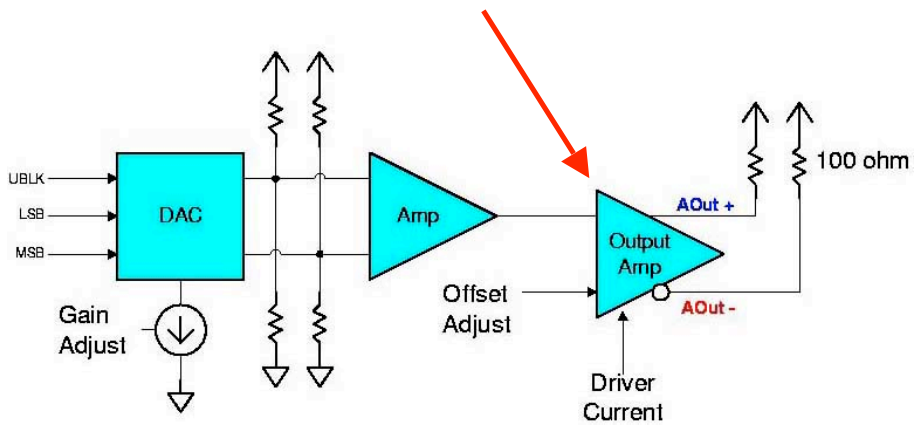 UBLK
LSB
MSB
DAC
Gain
Adjust
Amp
Offset
Adjust
Output
Amp
AOut +
AOut -
Driver
Current
100 ohm